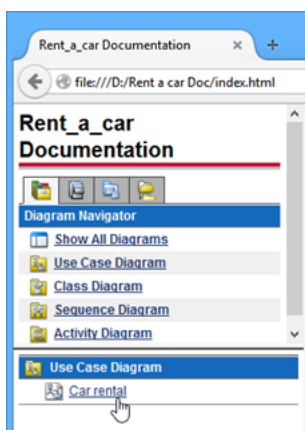 Rent_a_car Documentation
file:///D:/Rent a car Doc/index.html
Rent_a_car
Documentation
Diagram Navigator
Show All Diagrams
Use Case Diagram
Class Diagram
Sequence Diagram
Activity Diagram
Use Case Diagram
Car rental